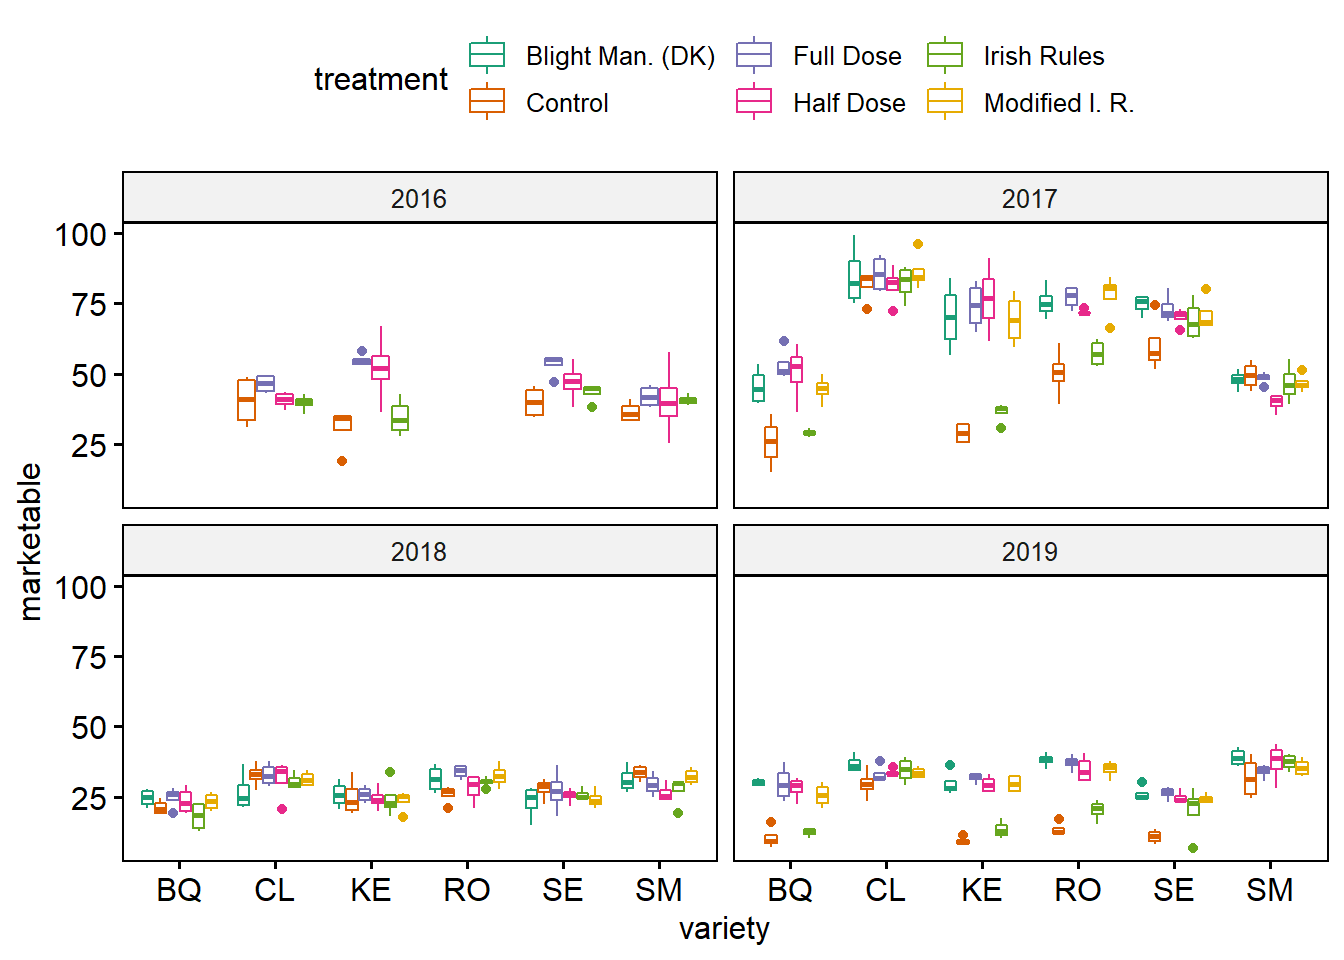 treatment
Blight Man. (DK) Full Dose Irish Rules
Control Half Dose Modified I. R.
2016 2017
100
75
50
25
2018 2019
100
75
50
25
marketable
BQ CL KE RO SE SM BQ CL KE RO SE SM
variety